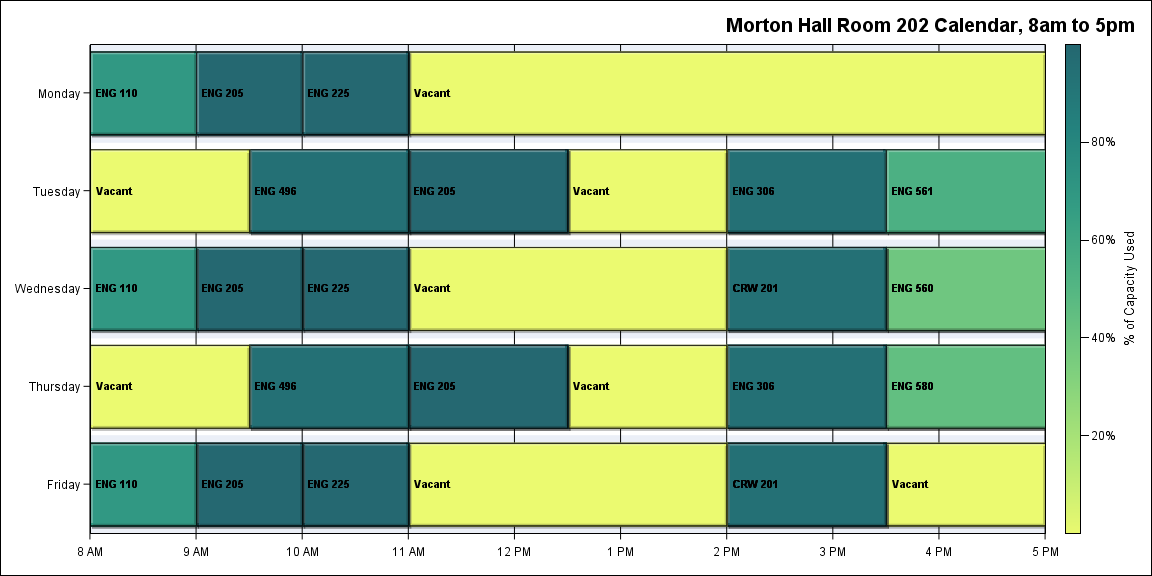 Morton Hall Room 202 Calendar, 8am to 5pm
Monday
ENG 110
ENG 205
ENG 225
Vacant
Tuesday
Vacant
ENG 496
ENG 205
Vacant
ENG 306
ENG 561
Wednesday
ENG 110
ENG 205
ENG 225
Vacant
CRW 201
ENG 560
Thursday
Vacant
ENG 496
ENG 205
Vacant
ENG 306
ENG 580
Friday
ENG 110
ENG 205
ENG 225
Vacant
CRW 201
Vacant
8 AM
9 AM
10 AM
11 AM
12 PM
1 PM
2 PM
3 PM
4 PM
5 PM
80%
60%
40%
20%
% of Capacity Used